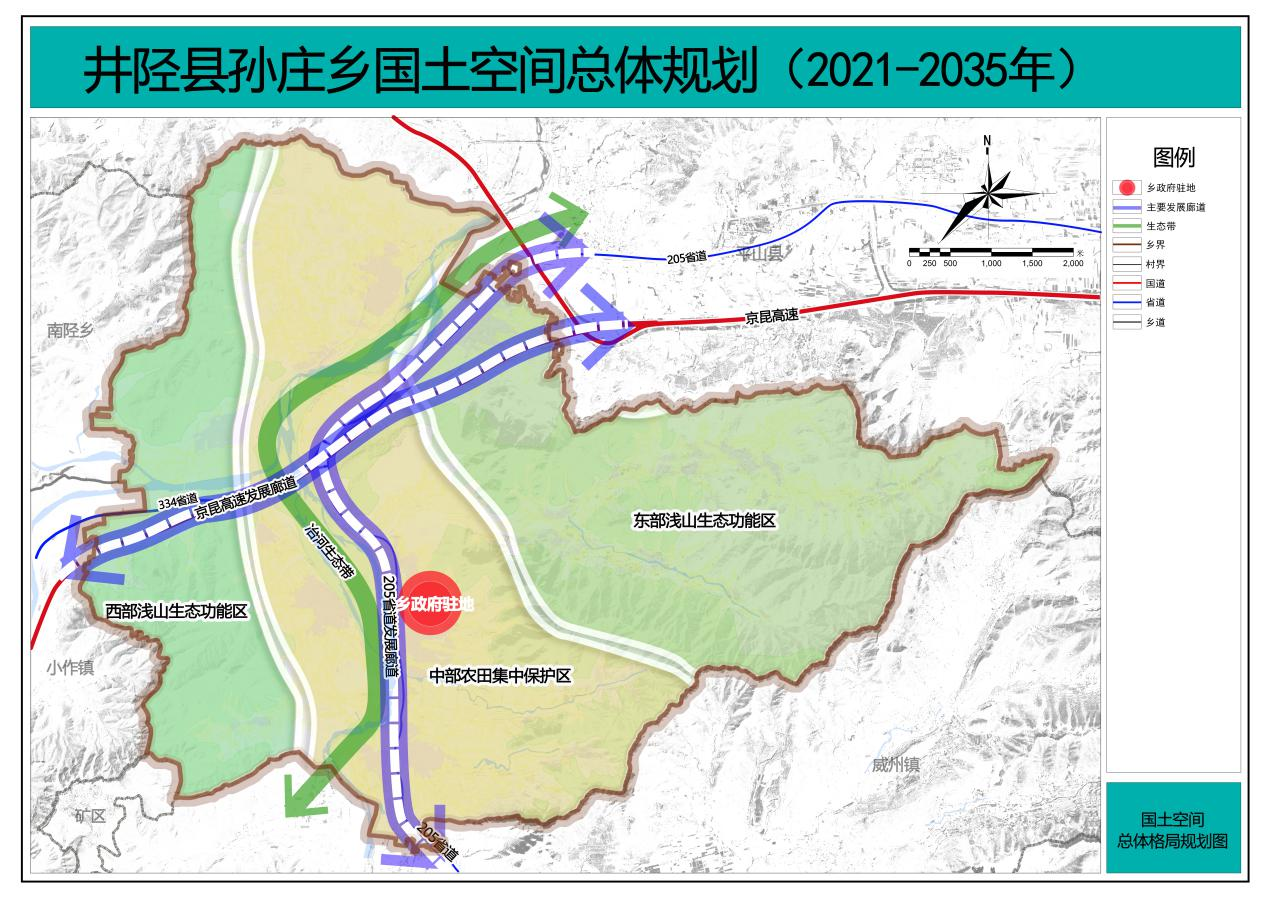 井陉县孙庄乡国土空间总体规划（2021-2035年）
N
米
0 250 500 1,000 1,500 2,000
平山县
205省道
京昆高速
南陉乡
334省道
京昆高速发展廊道
冶河生态带
东部浅山生态功能区
西部浅山生态功能区
乡政府驻地
205省道发展廊道
小作镇
中部农田集中保护区
威州镇
矿区
205省道
图例
乡政府驻地
主要发展廊道
生态带
乡界
村界
国道
省道
乡道
国土空间
总体格局规划图